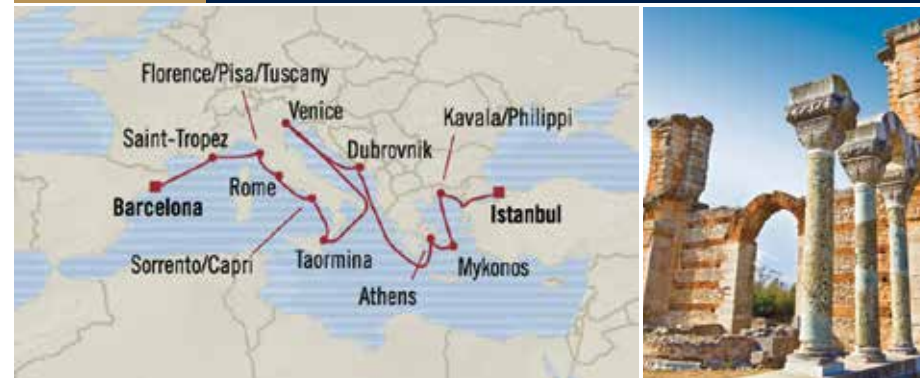 Florence/Pisa/Tuscany
Venice
Kavala/Philippi
Saint-Tropez
Dubrovnik
Rome
Barcelona
Istanbul
Sorrento/Capri
Taormina
Mykonos
Athens